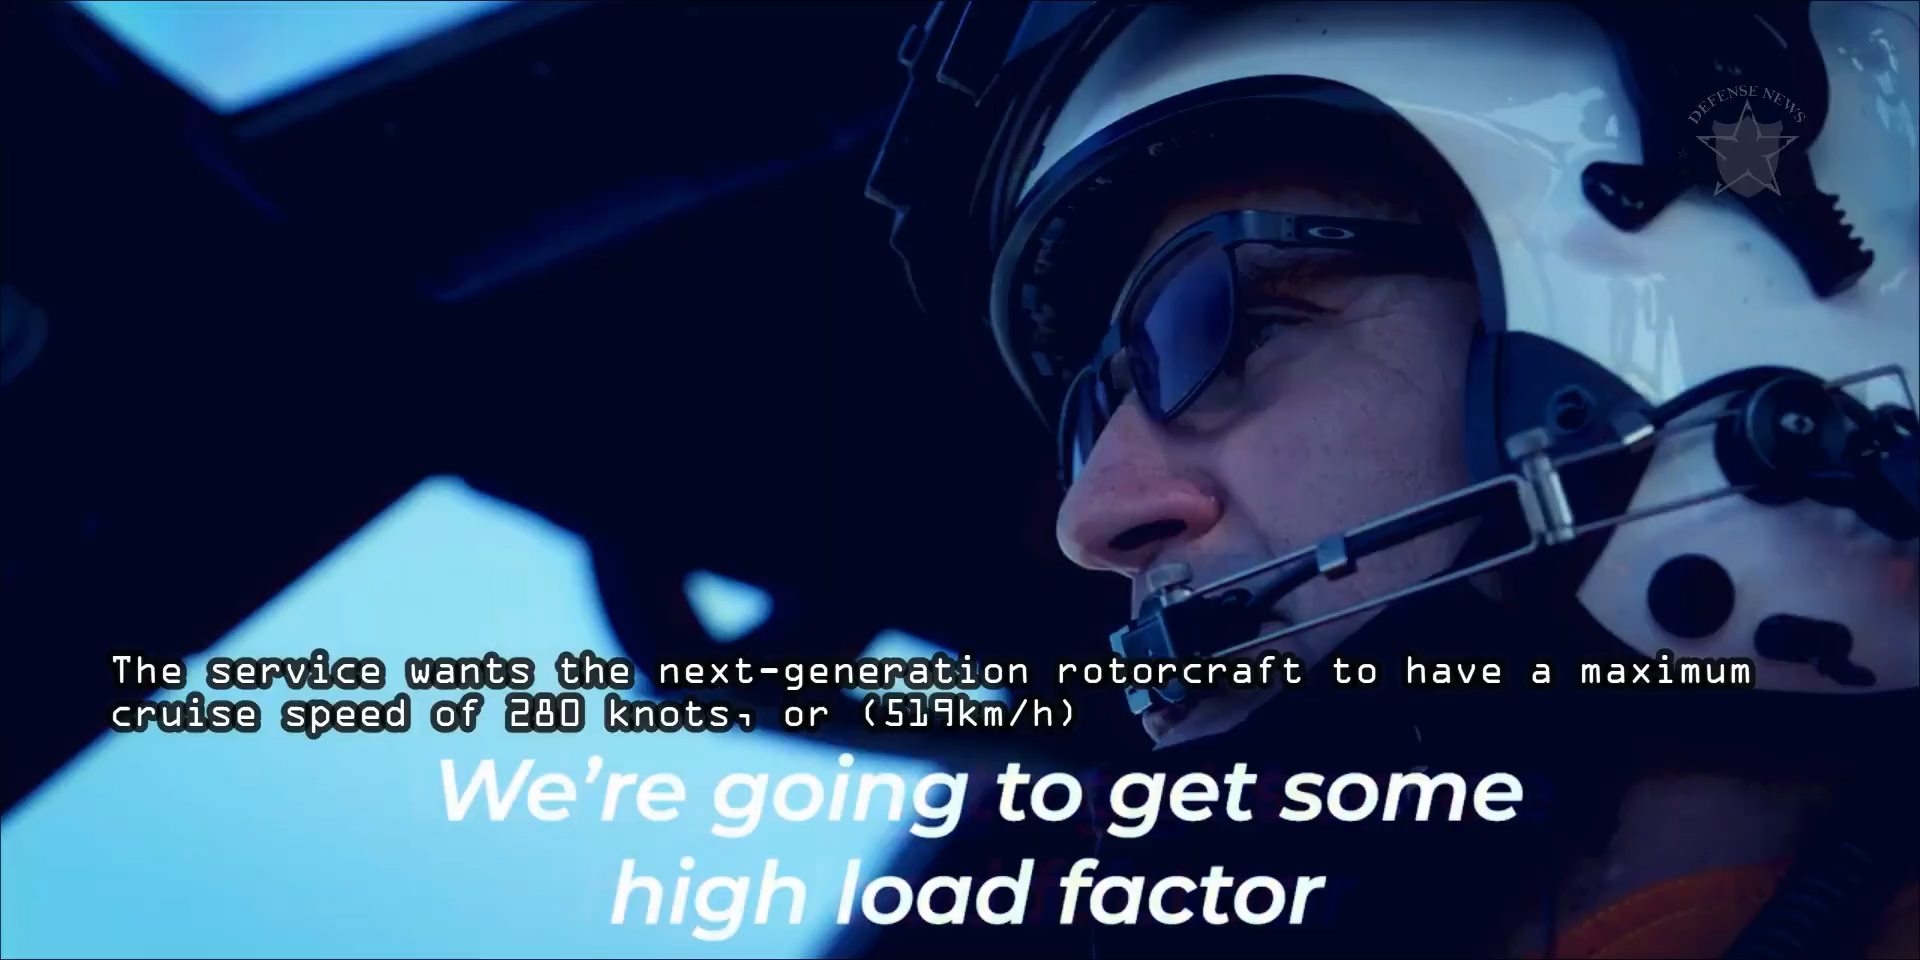 DEFENSE NEWS
The service wants the next-generation rotorcraft to have a maximum
cruise speed of 280 knots, or (519km/h)
We're going to get some
high load factor